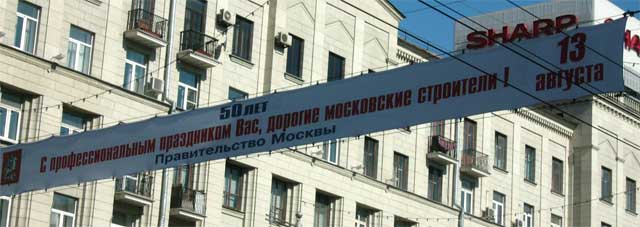 SHARP
50 ЛЕТ
13
августа
С профессиональным праздником Вас, дорогие московские строители !
Правительство Москвы